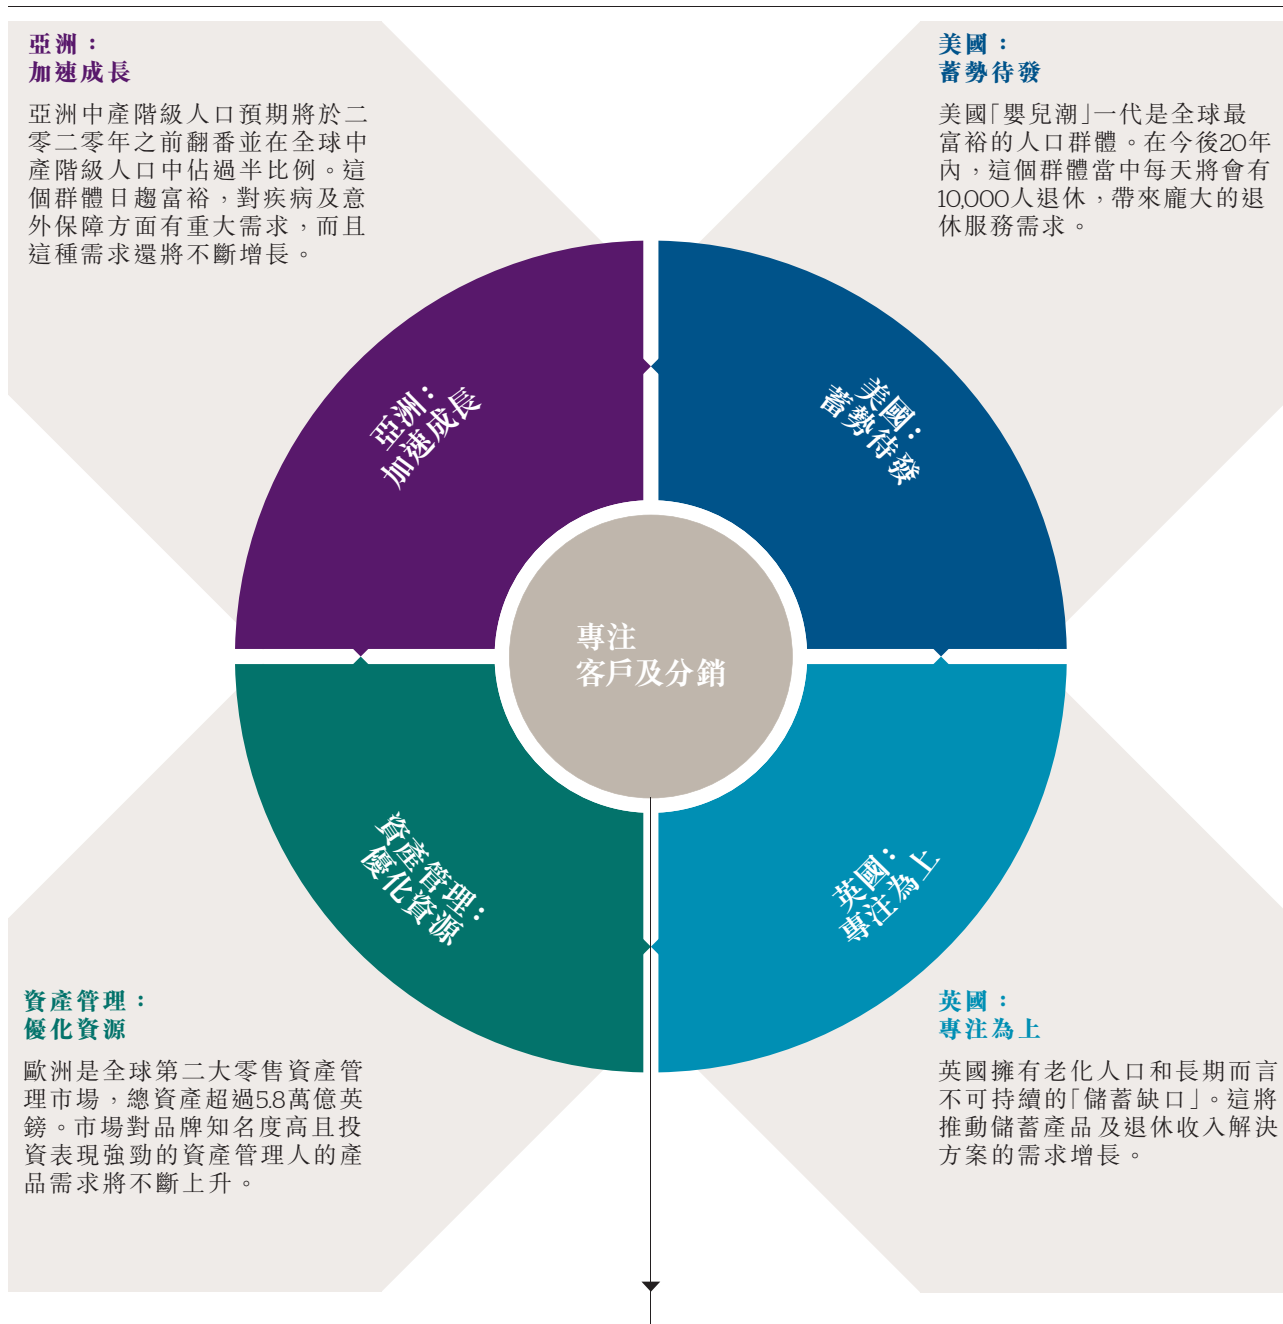 亞洲：
加速成長
亞洲中產階級人口預期將於二
零二零年之前翻番並在全球中
產階級人口中佔過半比例。這
個群體日趨富裕，對疾病及意
外保障方面有重大需求，而且
這種需求還將不斷增長。
美國：
蓄勢待發
美國「嬰兒潮」一代是全球最
富裕的人口群體。在今後20年
內，這個群體當中每天將會有
10,000人退休，帶來龐大的退
休服務需求。
亞洲：
加速成長
美國：
蓄勢待發
專注
客戶及分銷
資產管理：
優化資源
英國：
專注為上
資產管理：
優化資源
歐洲是全球第二大零售資產管
理市場，總資產超過5.8萬億英
鎊。市場對品牌知名度高且投
資表現強勁的資產管理人的產
品需求將不斷上升。
英國：
專注為上
英國擁有老化人口和長期而言
不可持續的「儲蓄缺口」。這將
推動儲蓄產品及退休收入解決
方案的需求增長。